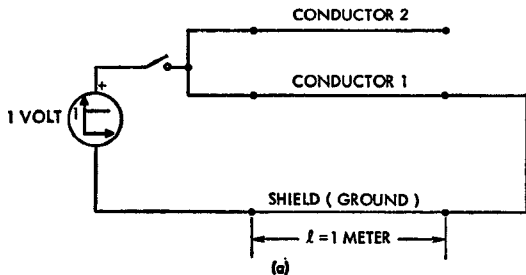 CONDUCTOR 2
+
CONDUCTOR 1
1 VOLT
1
SHIELD ( GROUND )
ℓ = 1 METER
(a)